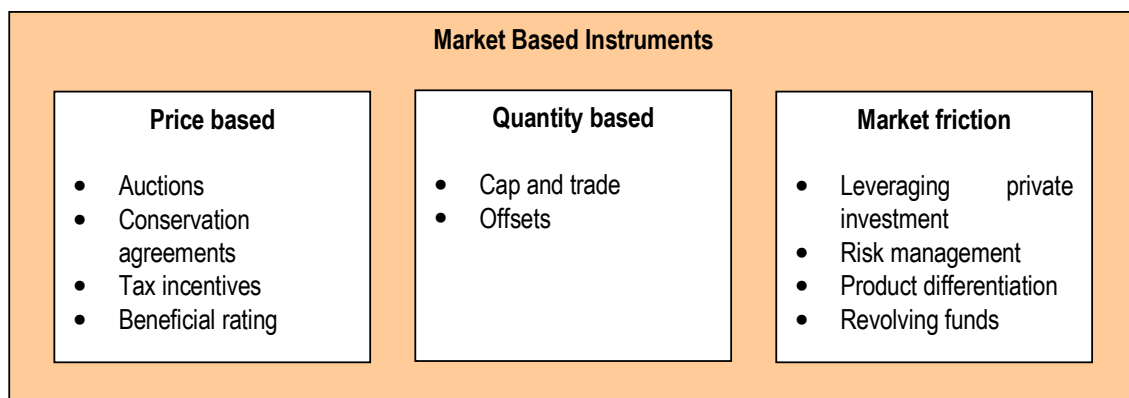 Market Based Instruments
Price based
• Auctions
• Conservation
agreements
• Tax incentives
• Beneficial rating
Quantity based
• Cap and trade
• Offsets
Market friction
• Leveraging private
investment
• Risk management
• Product differentiation
• Revolving funds